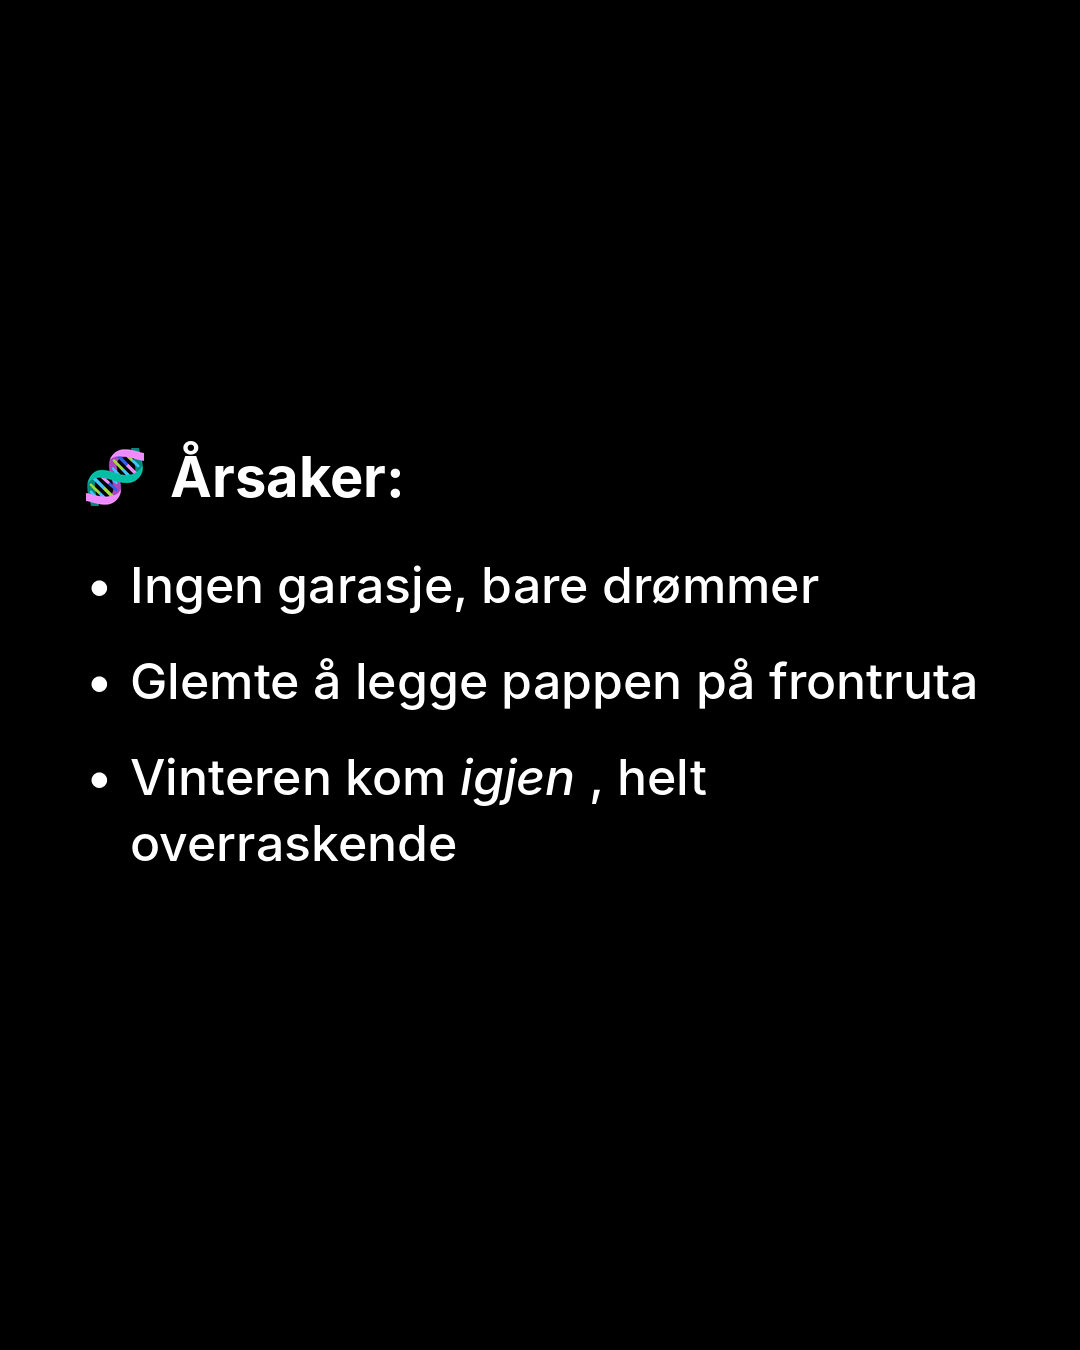 🧬 Årsaker:
• Ingen garasje, bare drømmer
• Glemte å legge pappen på frontruta
• Vinteren kom igjen , helt
overraskende